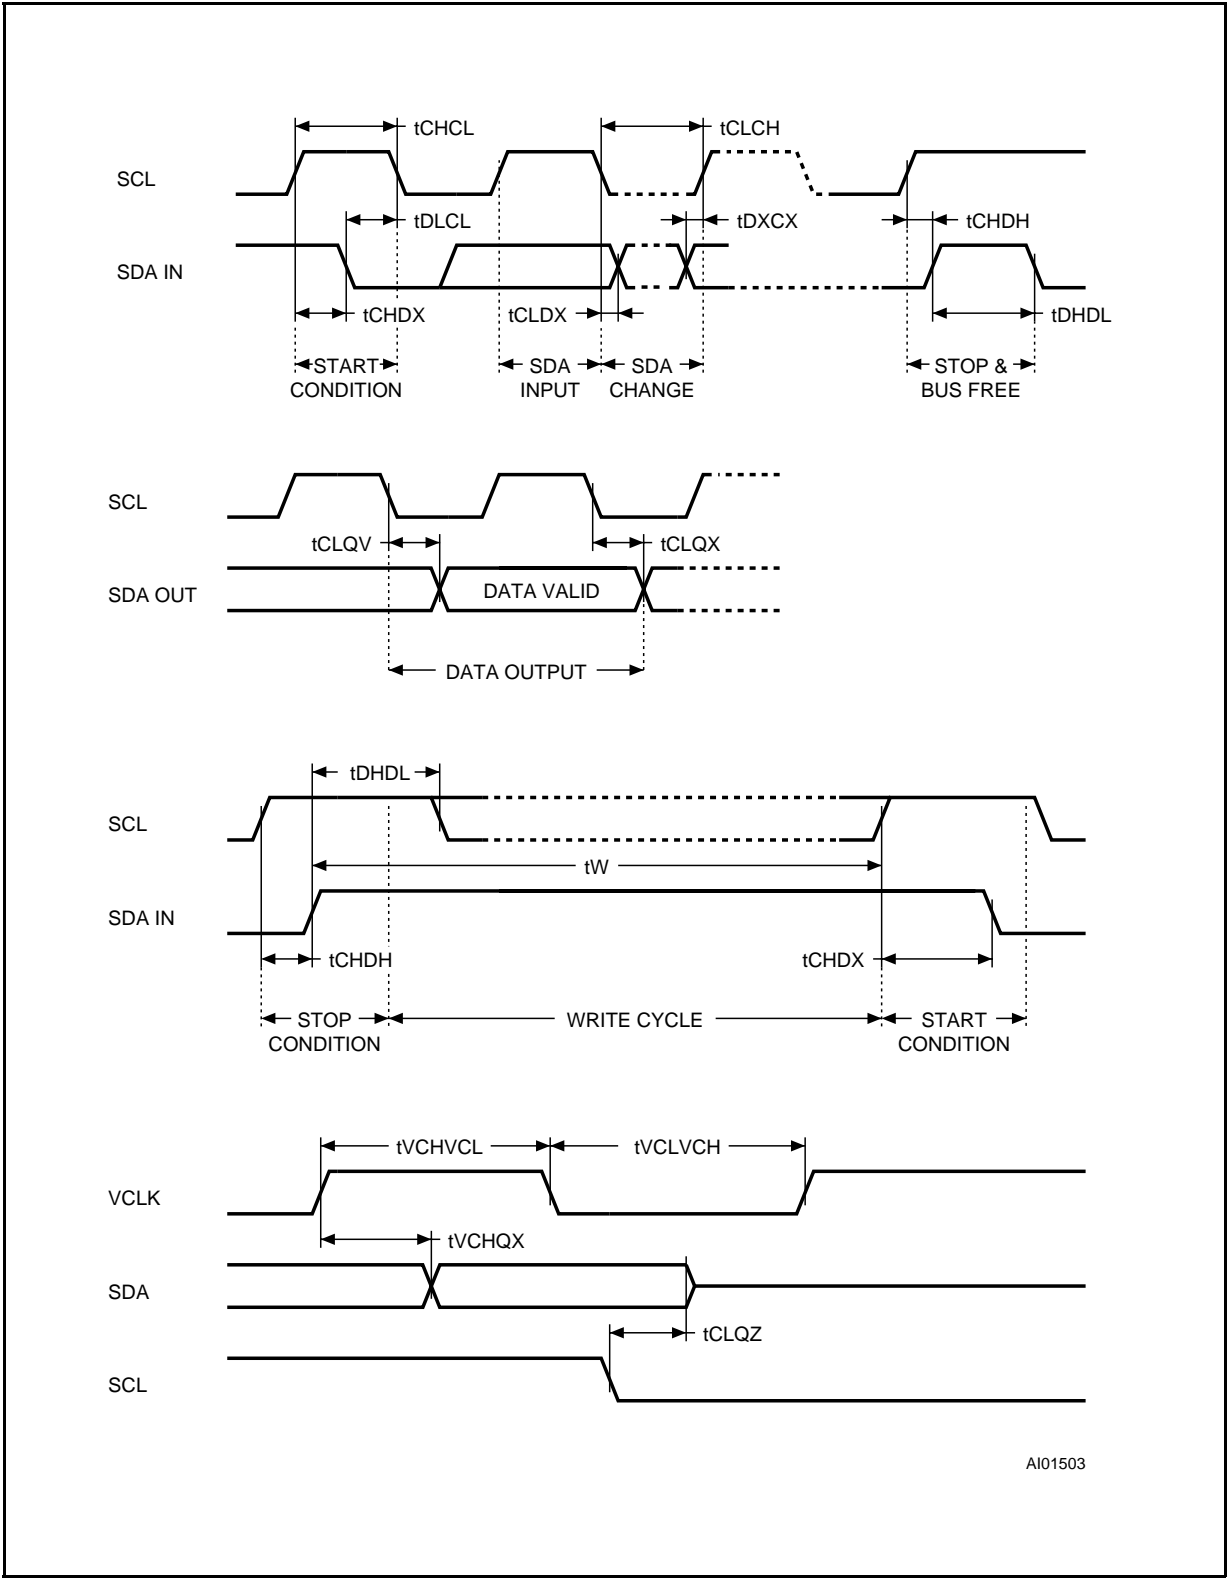 tCHCL
tCLCH
SCL
tDLCL
tDXCX
tCHDH
SDA IN
tCHDX
tCLDX
tDHDL
START
CONDITION
SDA
INPUT
SDA
CHANGE
STOP &
BUS FREE
SCL
tCLQV
tCLQX
SDA OUT
DATA VALID
DATA OUTPUT
tDHDL
SCL
tW
SDA IN
tCHDH
tCHDX
STOP
CONDITION
WRITE CYCLE
START
CONDITION
tVCHVCL
tVCLVCH
VCLK
tVCHQX
SDA
tCLQZ
SCL
AI01503